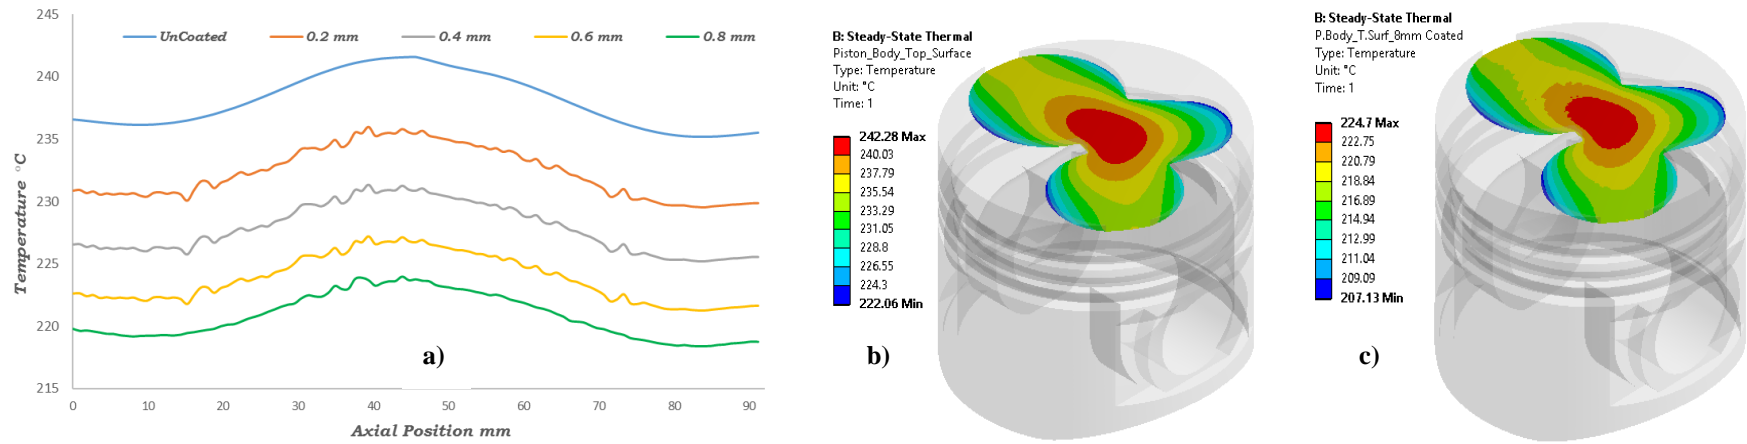 245
240
235
230
225
220
215
Temperature °C
UnCoated
0.2 mm
0.4 mm
0.6 mm
0.8 mm
a)
0
10
20
30
40
50
60
70
80
90
Axial Position mm
B: Steady-State Thermal
Piston_Body_Top_Surface
Type: Temperature
Unit: °C
Time: 1
242.28 Max
240.03
237.79
235.54
233.29
231.05
228.8
226.55
224.3
222.06 Min
b)
B: Steady-State Thermal
P.Body_T.Surf_8mm Coated
Type: Temperature
Unit: °C
Time: 1
224.7 Max
222.75
220.79
218.84
216.89
214.94
212.99
211.04
209.09
207.13 Min
c)